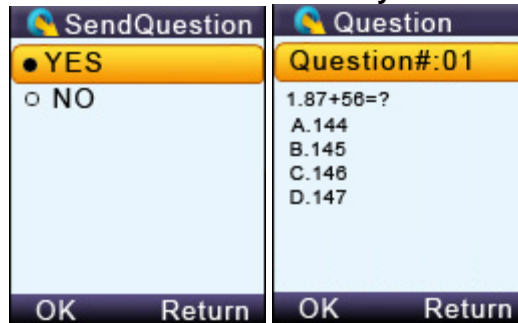 SendQuestion
YES
NO
OK Return
Question
Question#:01
1.87+56=?
A.144
B.145
C.146
D.147
OK Return